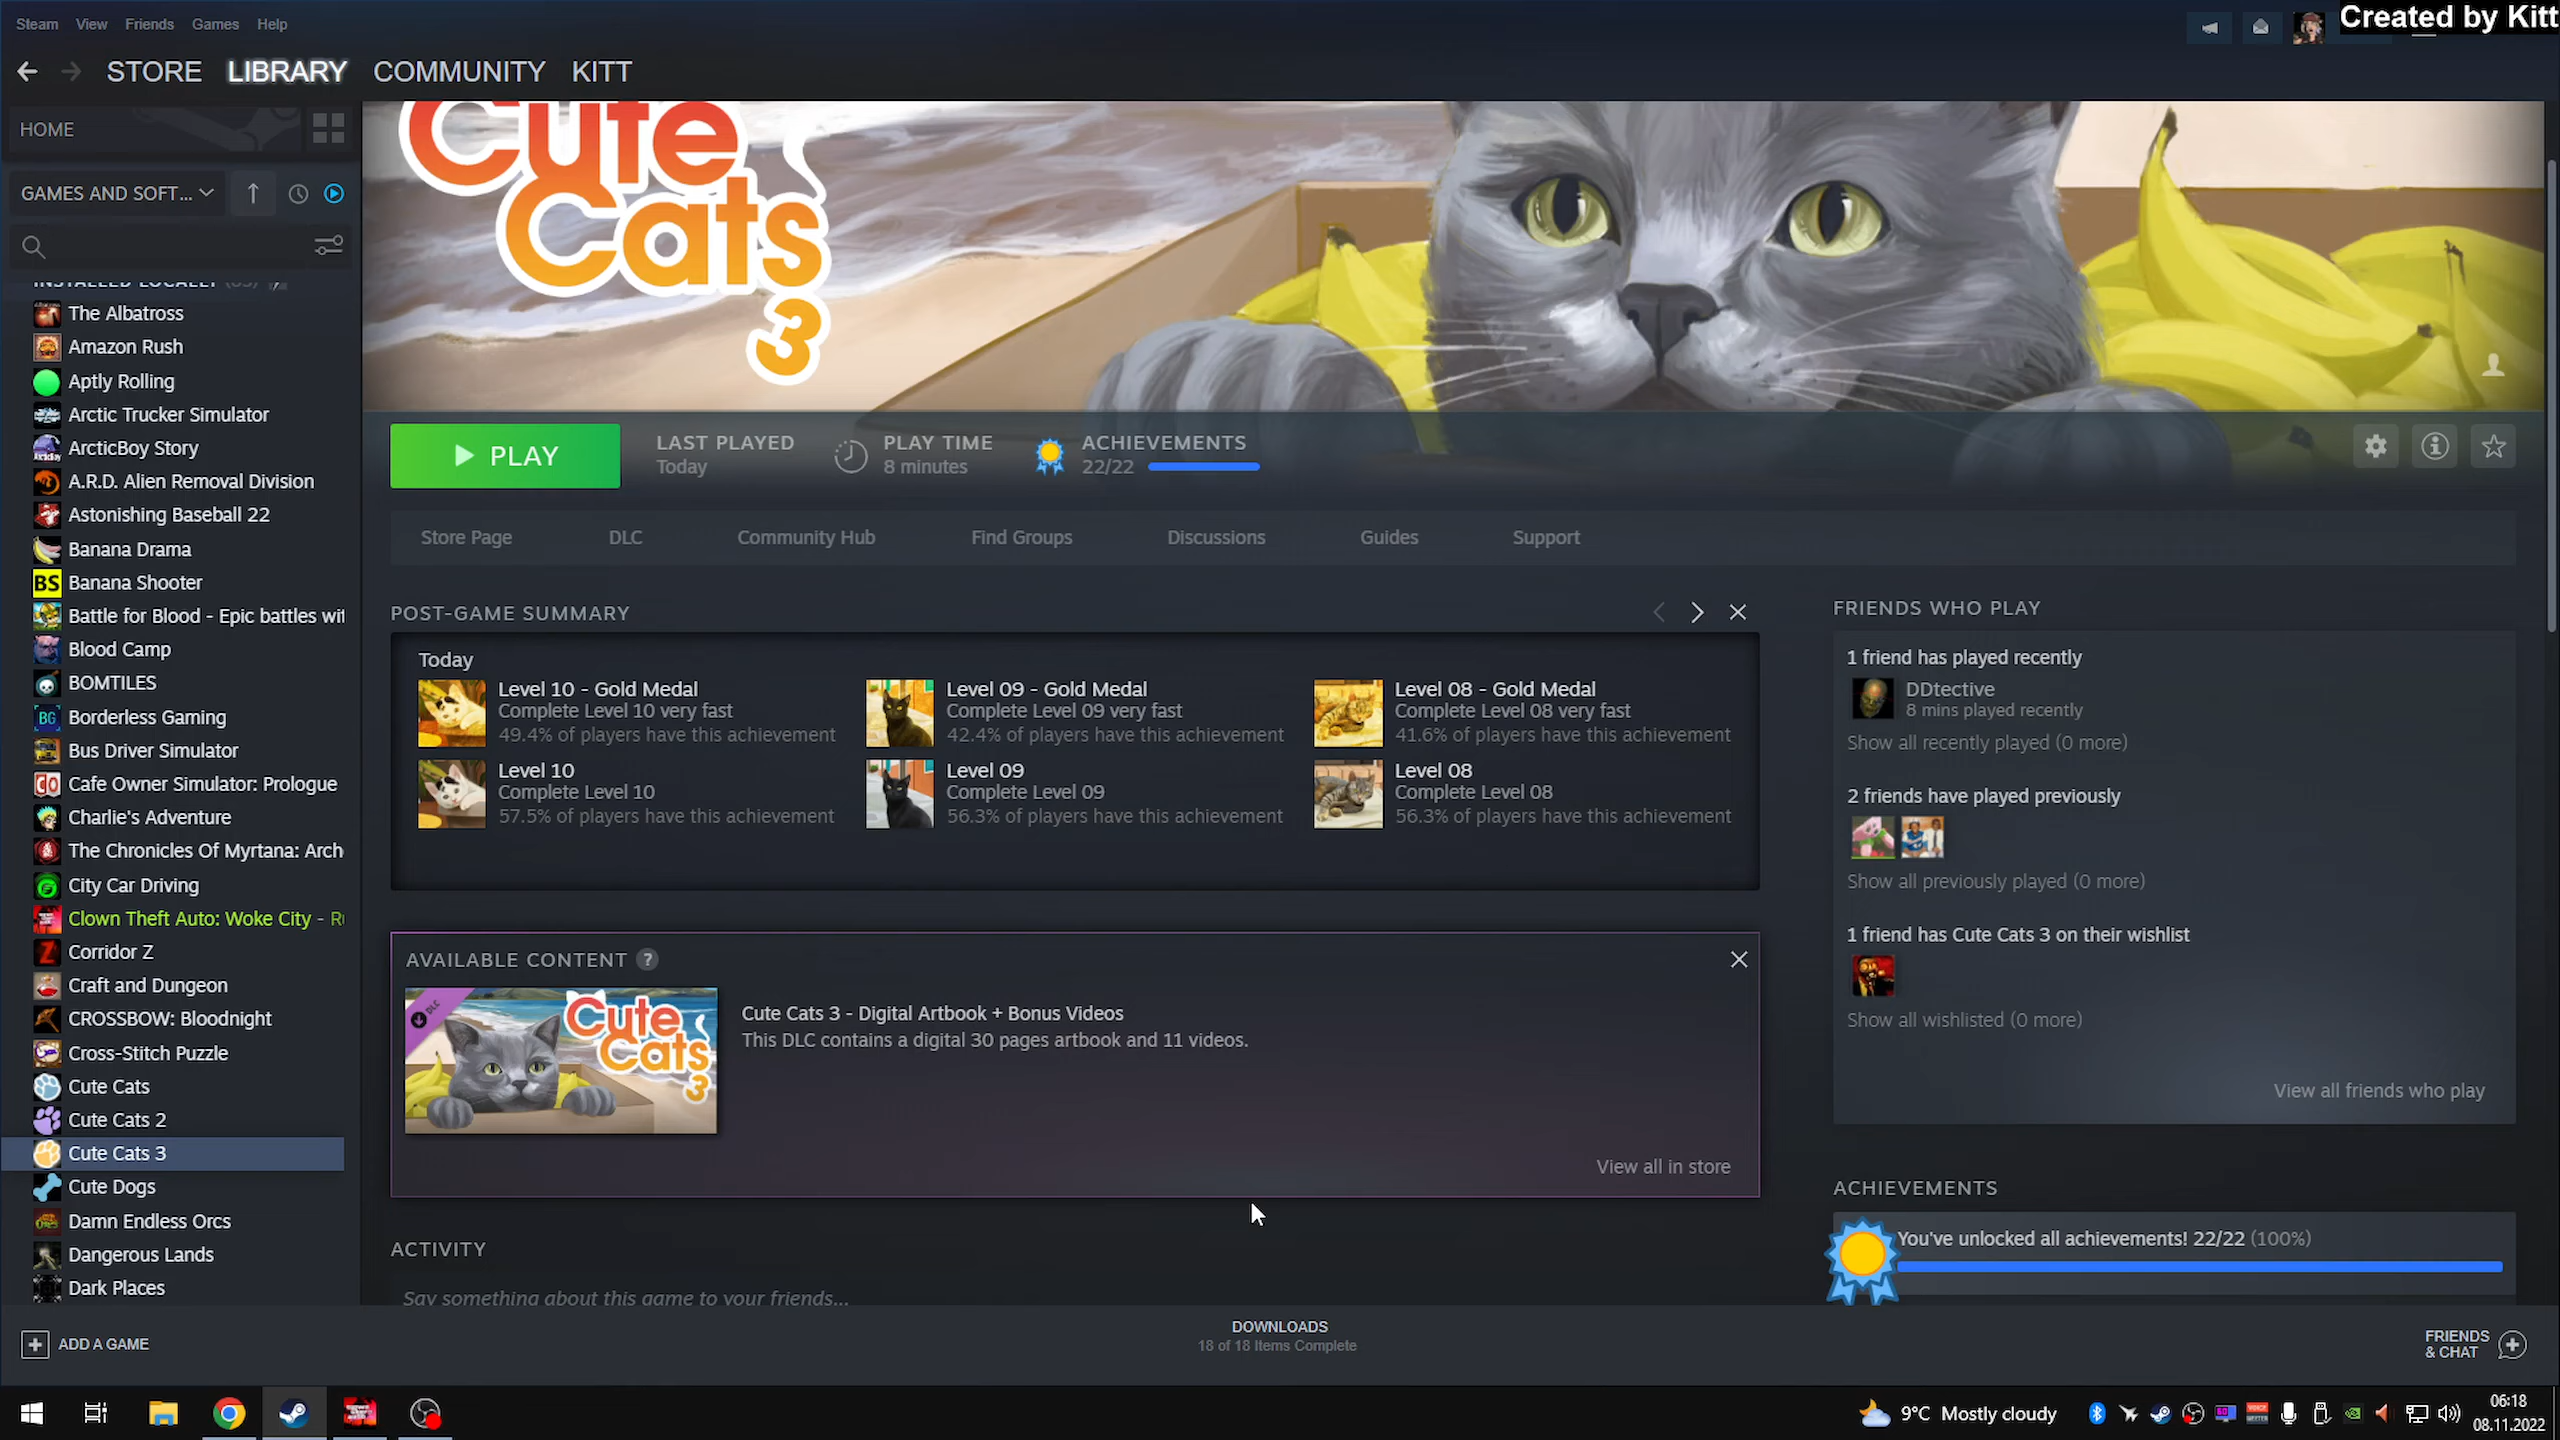 Steam View Friends Games Help
Created by Kitt
STORE LIBRARY COMMUNITY KITT
HOME
GAMES AND SOFT...
INSTALLED LOCALLY
The Albatross
Amazon Rush
Aptly Rolling
Arctic Trucker Simulator
ArcticBoy Story
A.R.D. Alien Removal Division
Astonishing Baseball 22
Banana Drama
BS Banana Shooter
Battle for Blood - Epic battles wit
Blood Camp
BOMTILES
BG Borderless Gaming
Bus Driver Simulator
Cafe Owner Simulator: Prologue
Charlie's Adventure
The Chronicles Of Myrtana: Arch
City Car Driving
Clown Theft Auto: Woke City - Ru
Corridor Z
Craft and Dungeon
CROSSBOW: Bloodnight
Cross-Stitch Puzzle
Cute Cats
Cute Cats 2
Cute Cats 3
Cute Dogs
Damn Endless Orcs
Dangerous Lands
Dark Places
Cute
Cats
3
PLAY
LAST PLAYED
Today
PLAY TIME
8 minutes
ACHIEVEMENTS
22/22
Store Page DLC Community Hub Find Groups Discussions Guides Support
POST-GAME SUMMARY
Today
Level 10 - Gold Medal
Complete Level 10 very fast
49.4% of players have this achievement
Level 09 - Gold Medal
Complete Level 09 very fast
42.4% of players have this achievement
Level 08 - Gold Medal
Complete Level 08 very fast
41.6% of players have this achievement
Level 10
Complete Level 10
57.5% of players have this achievement
Level 09
Complete Level 09
56.3% of players have this achievement
Level 08
Complete Level 08
56.3% of players have this achievement
AVAILABLE CONTENT ?
DLC
Cute
Cats
3
Cute Cats 3 - Digital Artbook + Bonus Videos
This DLC contains a digital 30 pages artbook and 11 videos.
View all in store
ACTIVITY
Say something about this game to your friends...
FRIENDS WHO PLAY
1 friend has played recently
DDtective
8 mins played recently
Show all recently played (0 more)
2 friends have played previously
Show all previously played (0 more)
1 friend has Cute Cats 3 on their wishlist
Show all wishlisted (0 more)
View all friends who play
ACHIEVEMENTS
You've unlocked all achievements! 22/22 (100%)
ADD A GAME
DOWNLOADS
18 of 18 Items Complete
FRIENDS
& CHAT
9°C Mostly cloudy
06:18
08.11.2022